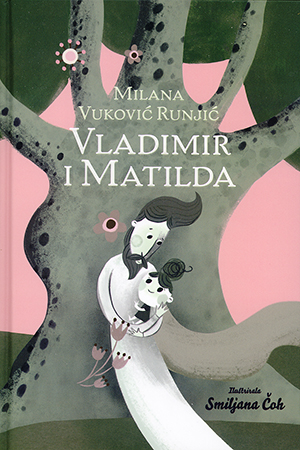 Milana
Vuković Runjić
Vladimir
i Matilda
Ilustrirala
Smiljana Čoh